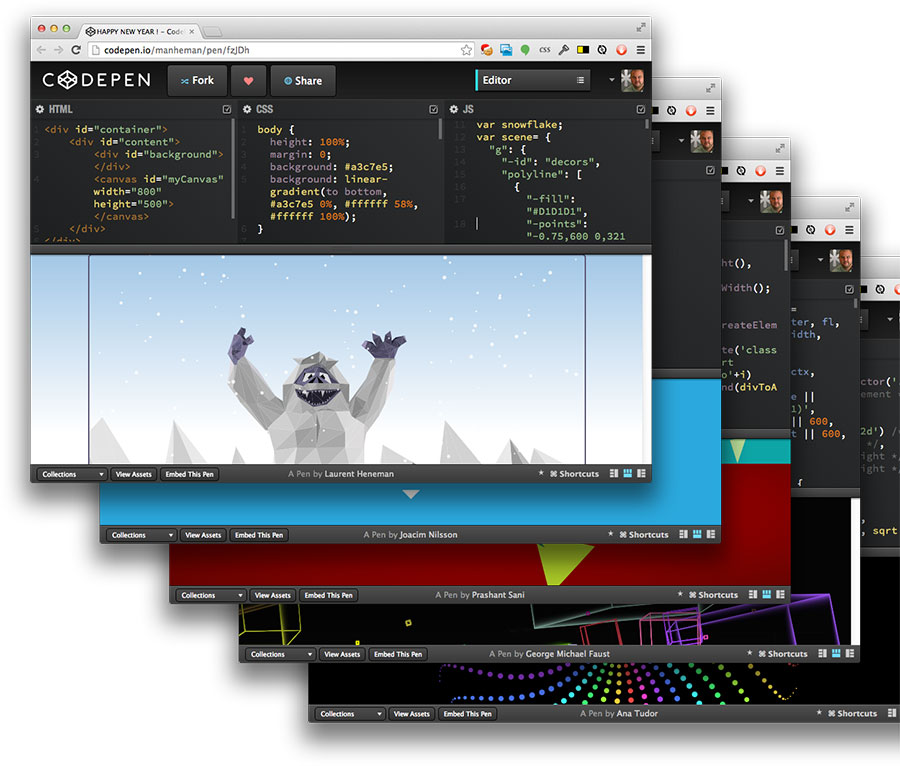 HAPPY NEW YEAR ! – Code
codepen.io/manheman/pen/fzJDh
CSS
CODEPEN
Fork
Share
Editor
HTML
1 <div id="container">
2 <div id="content">
3 <div id="background">
</div>
4 <canvas id="myCanvas"
width="800"
height="500">
</canvas>
5 </div>
6 </div>
CSS
1 body {
2 height: 100%;
3 margin: 0;
4 background: #a3c7e5;
5 background: linear-
gradient(to bottom,
#a3c7e5 0%, #ffffff 58%,
#ffffff 100%);
6 }
7
JS
11 var snowflake;
12 var scene= {
13 "g": {
14 "-id": "decors",
15 "polyline": [
16 {
17 "-fill":
"#D1D1D1",
18 "-points":
"-0.75,600 0,321
Collections
View Assets
Embed This Pen
A Pen by Laurent Heneman
⌘ Shortcuts
Collections
View Assets
Embed This Pen
A Pen by Joacim Nilsson
⌘ Shortcuts
ht(),
Width();
reateElem
te('class
rt
o'+i)
nd(divToA
Collections
View Assets
Embed This Pen
A Pen by Prashant Sani
⌘ Shortcuts
=
ter, fl,
idth,
ctx,
e ||
1)',
|| 600,
t || 600,
{
Collections
View Assets
Embed This Pen
A Pen by George Michael Faust
⌘ Shortcuts
ector('
ement
2d') /
*/,
ight *
right *
, sqrt
Collections
View Assets
Embed This Pen
A Pen by Ana Tudor
⌘ Shortcuts